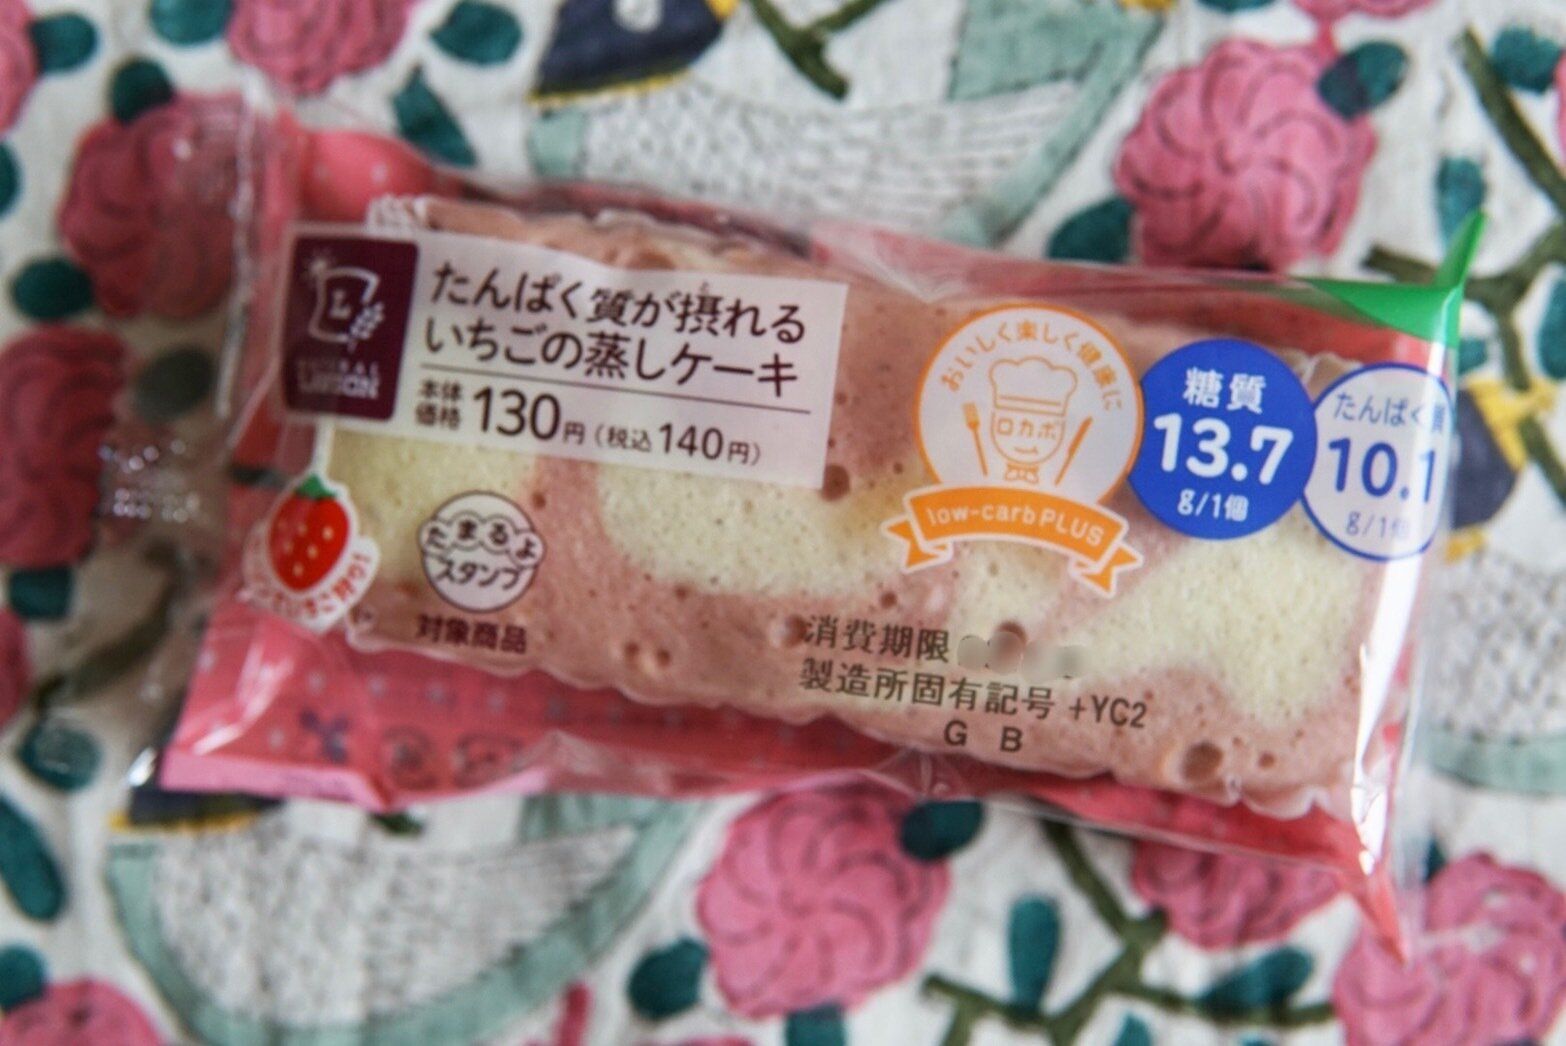 たんぱく質が摂れる
いちごの蒸しケーキ
本体価格 130円 (税込140円)
おいしく楽しく健康に
ロカボ
low-carbPLUS
糖質
13.7
g/1個
たんぱく質
10.1
g/1個
たまるよ
スタンプ
対象商品
消費期限
製造所固有記号 +YC2
G B